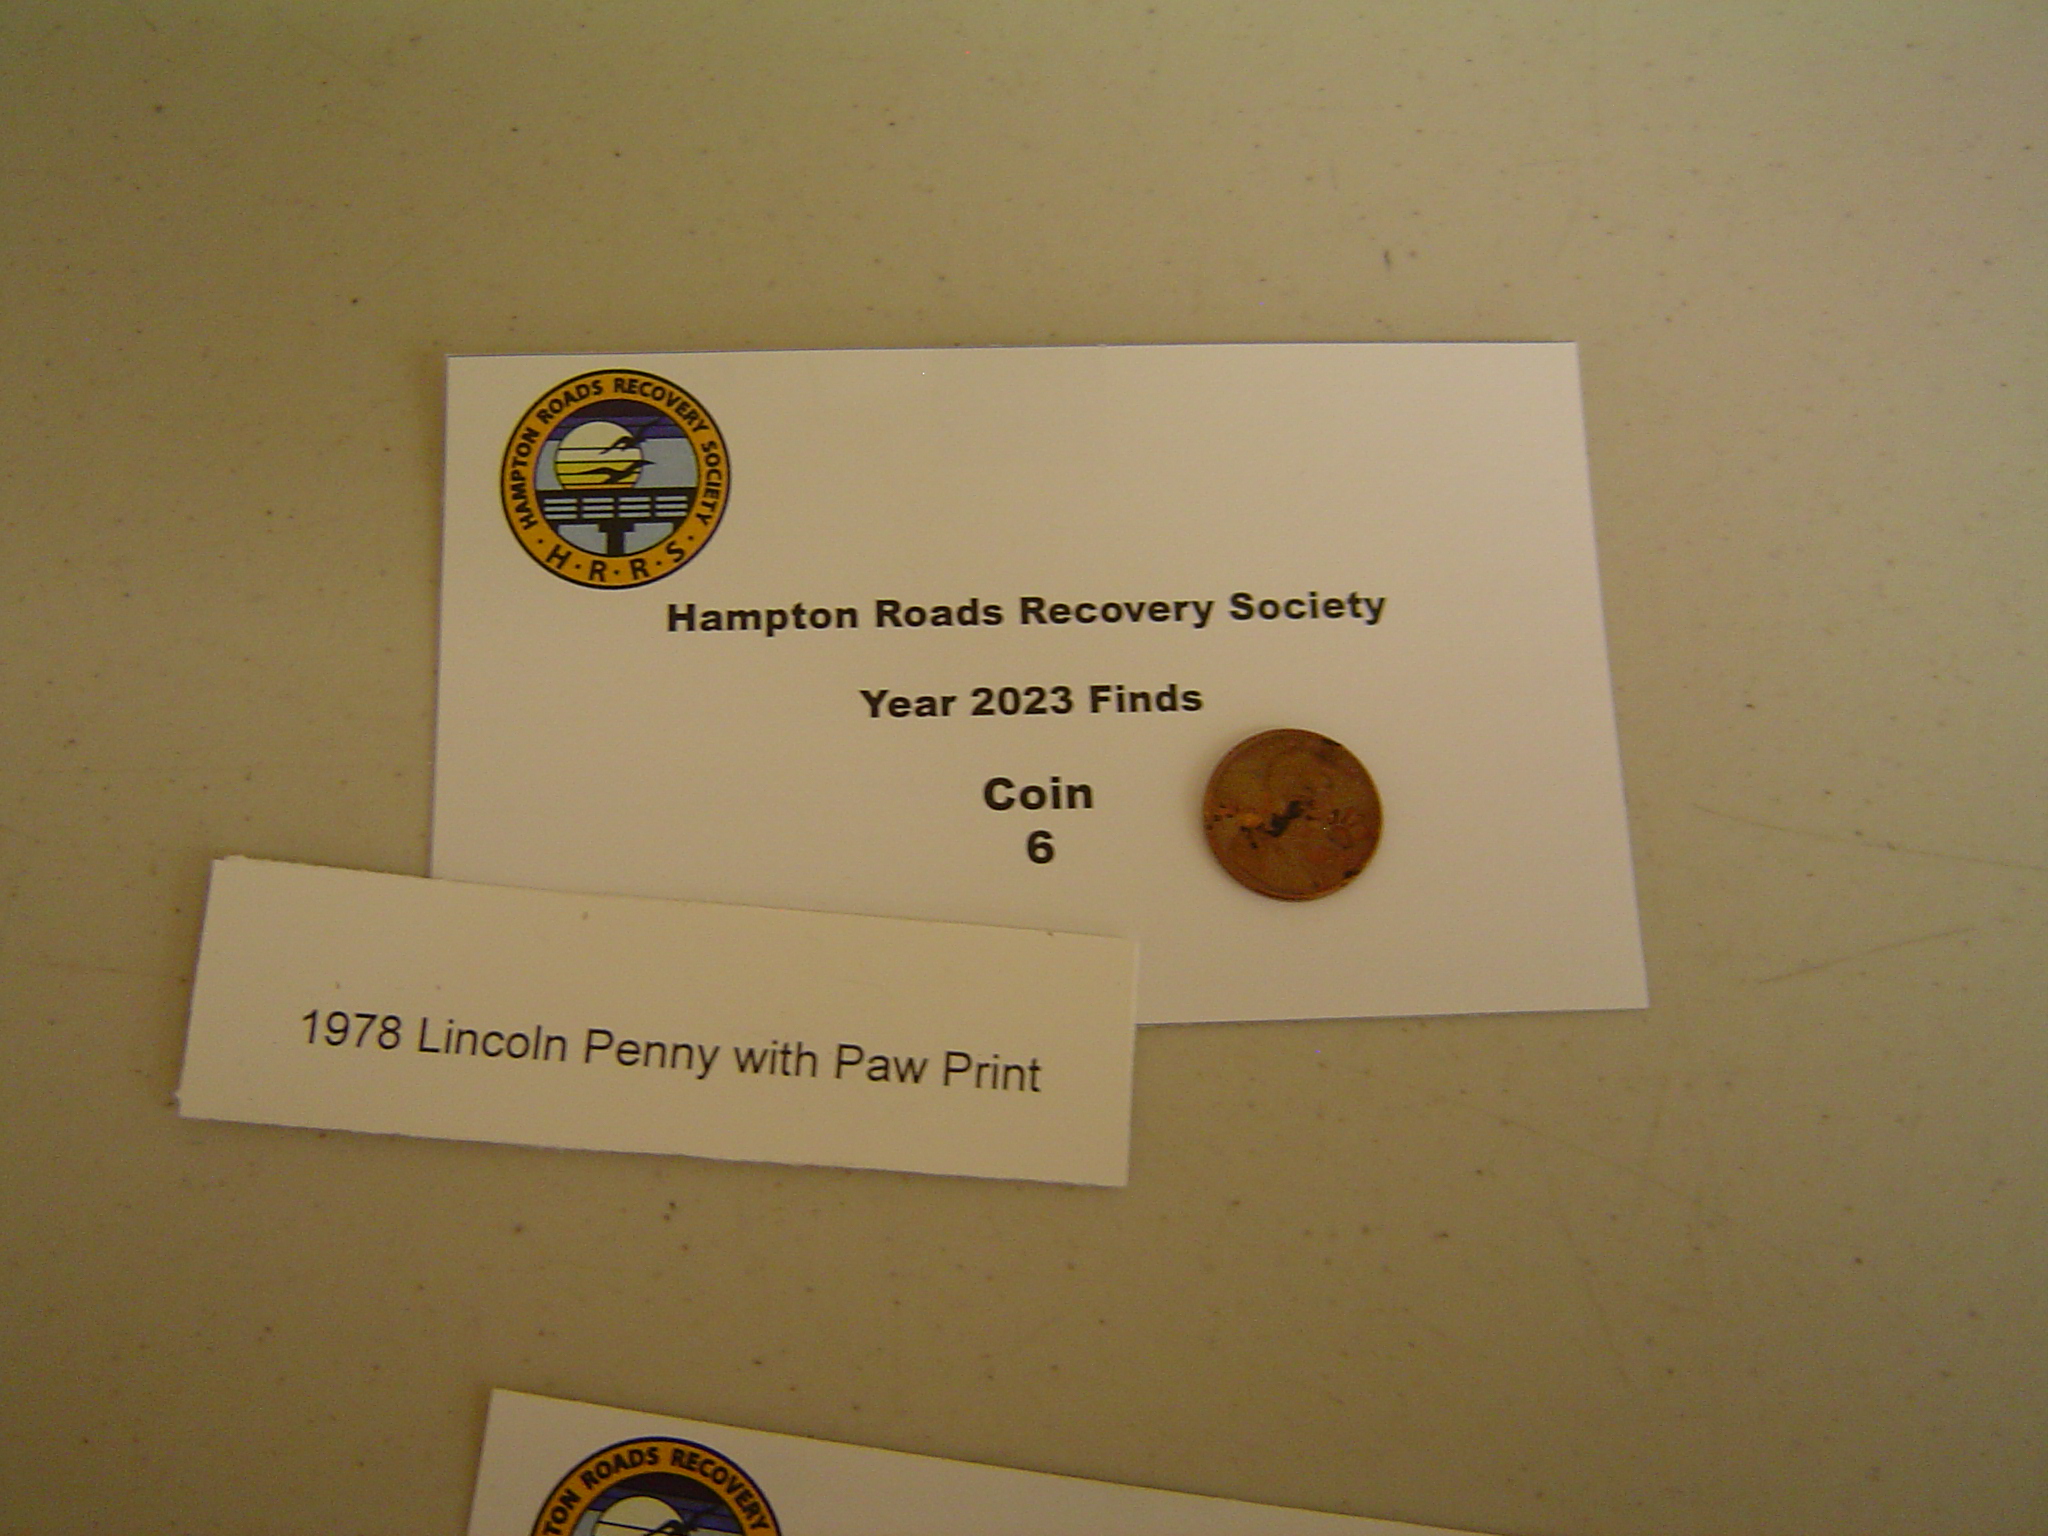 HAMPTON ROADS RECOVERY SOCIETY
· H · R · R · S ·
Hampton Roads Recovery Society
Year 2023 Finds
Coin
6
1978 Lincoln Penny with Paw Print
TON ROADS RECOVERY